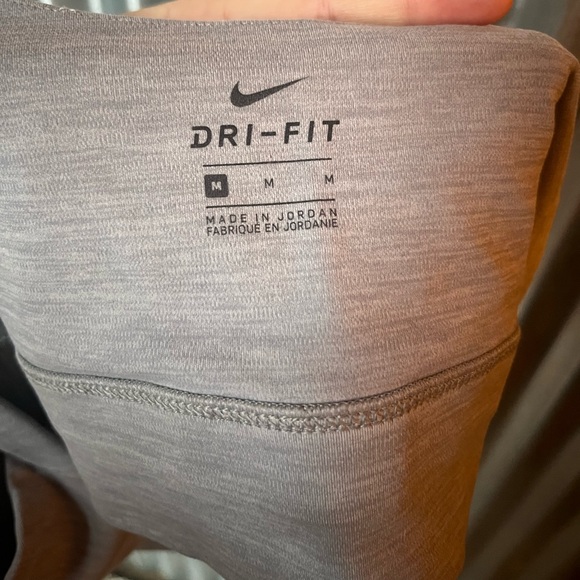 DRI-FIT
M M M
MADE IN JORDAN
FABRIQUÉ EN JORDANIE